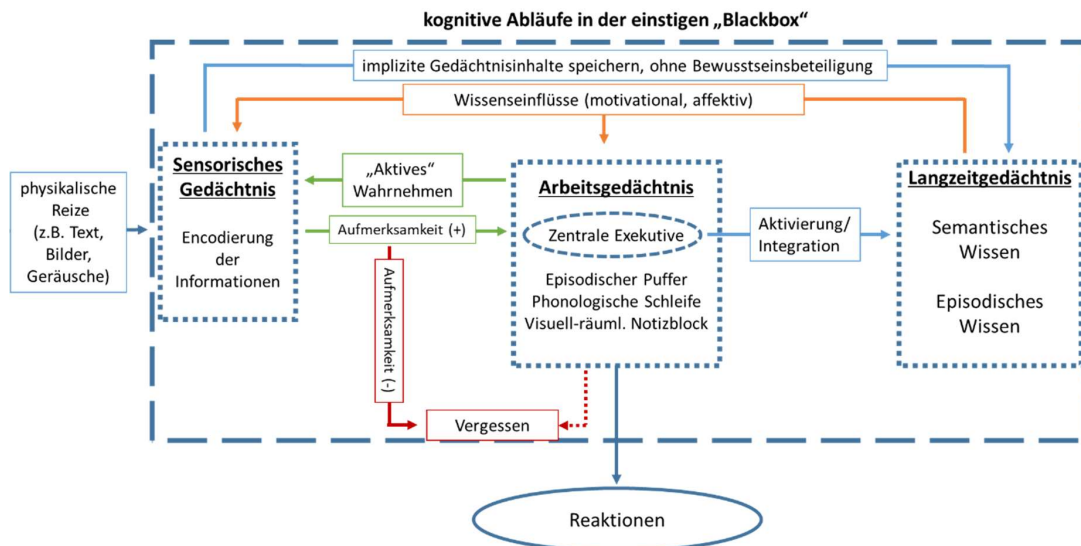 kognitive Abläufe in der einstigen „Blackbox“
implizite Gedächtnisinhalte speichern, ohne Bewusstseinsbeteiligung
Wissenseinflüsse (motivational, affektiv)
physikalische
Reize
(z.B. Text,
Bilder,
Geräusche)
Sensorisches
Gedächtnis
Encodierung
der
Informationen
„Aktives“
Wahrnehmen
Aufmerksamkeit (+)
Aufmerksamkeit (-)
Vergessen
Arbeitsgedächtnis
Zentrale Exekutive
Episodischer Puffer
Phonologische Schleife
Visuell-räuml. Notizblock
Aktivierung/
Integration
Langzeitgedächtnis
Semantisches
Wissen
Episodisches
Wissen
Reaktionen